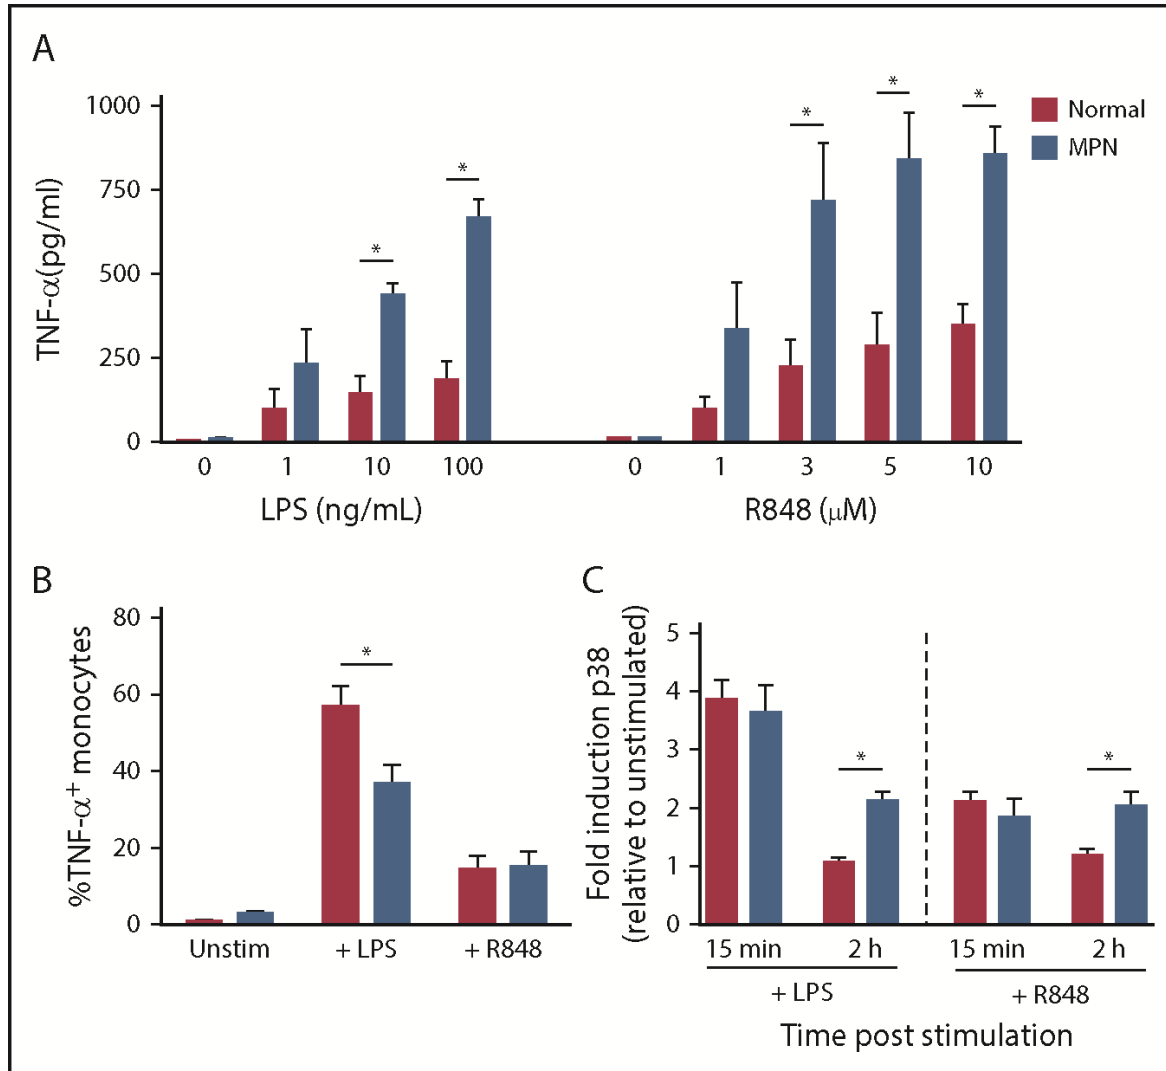 A
1000
750
500
250
0
TNF-α(pg/ml)
* * * * *
Normal
MPN
0 1 10 100 0 1 3 5 10
LPS (ng/mL) R848 (μM)
B
80
60
40
20
0
%TNF-α⁺ monocytes
*
Unstim + LPS + R848
C
5
4
3
2
1
0
Fold induction p38
(relative to unstimulated)
* *
15 min 2 h 15 min 2 h
+ LPS + R848
Time post stimulation